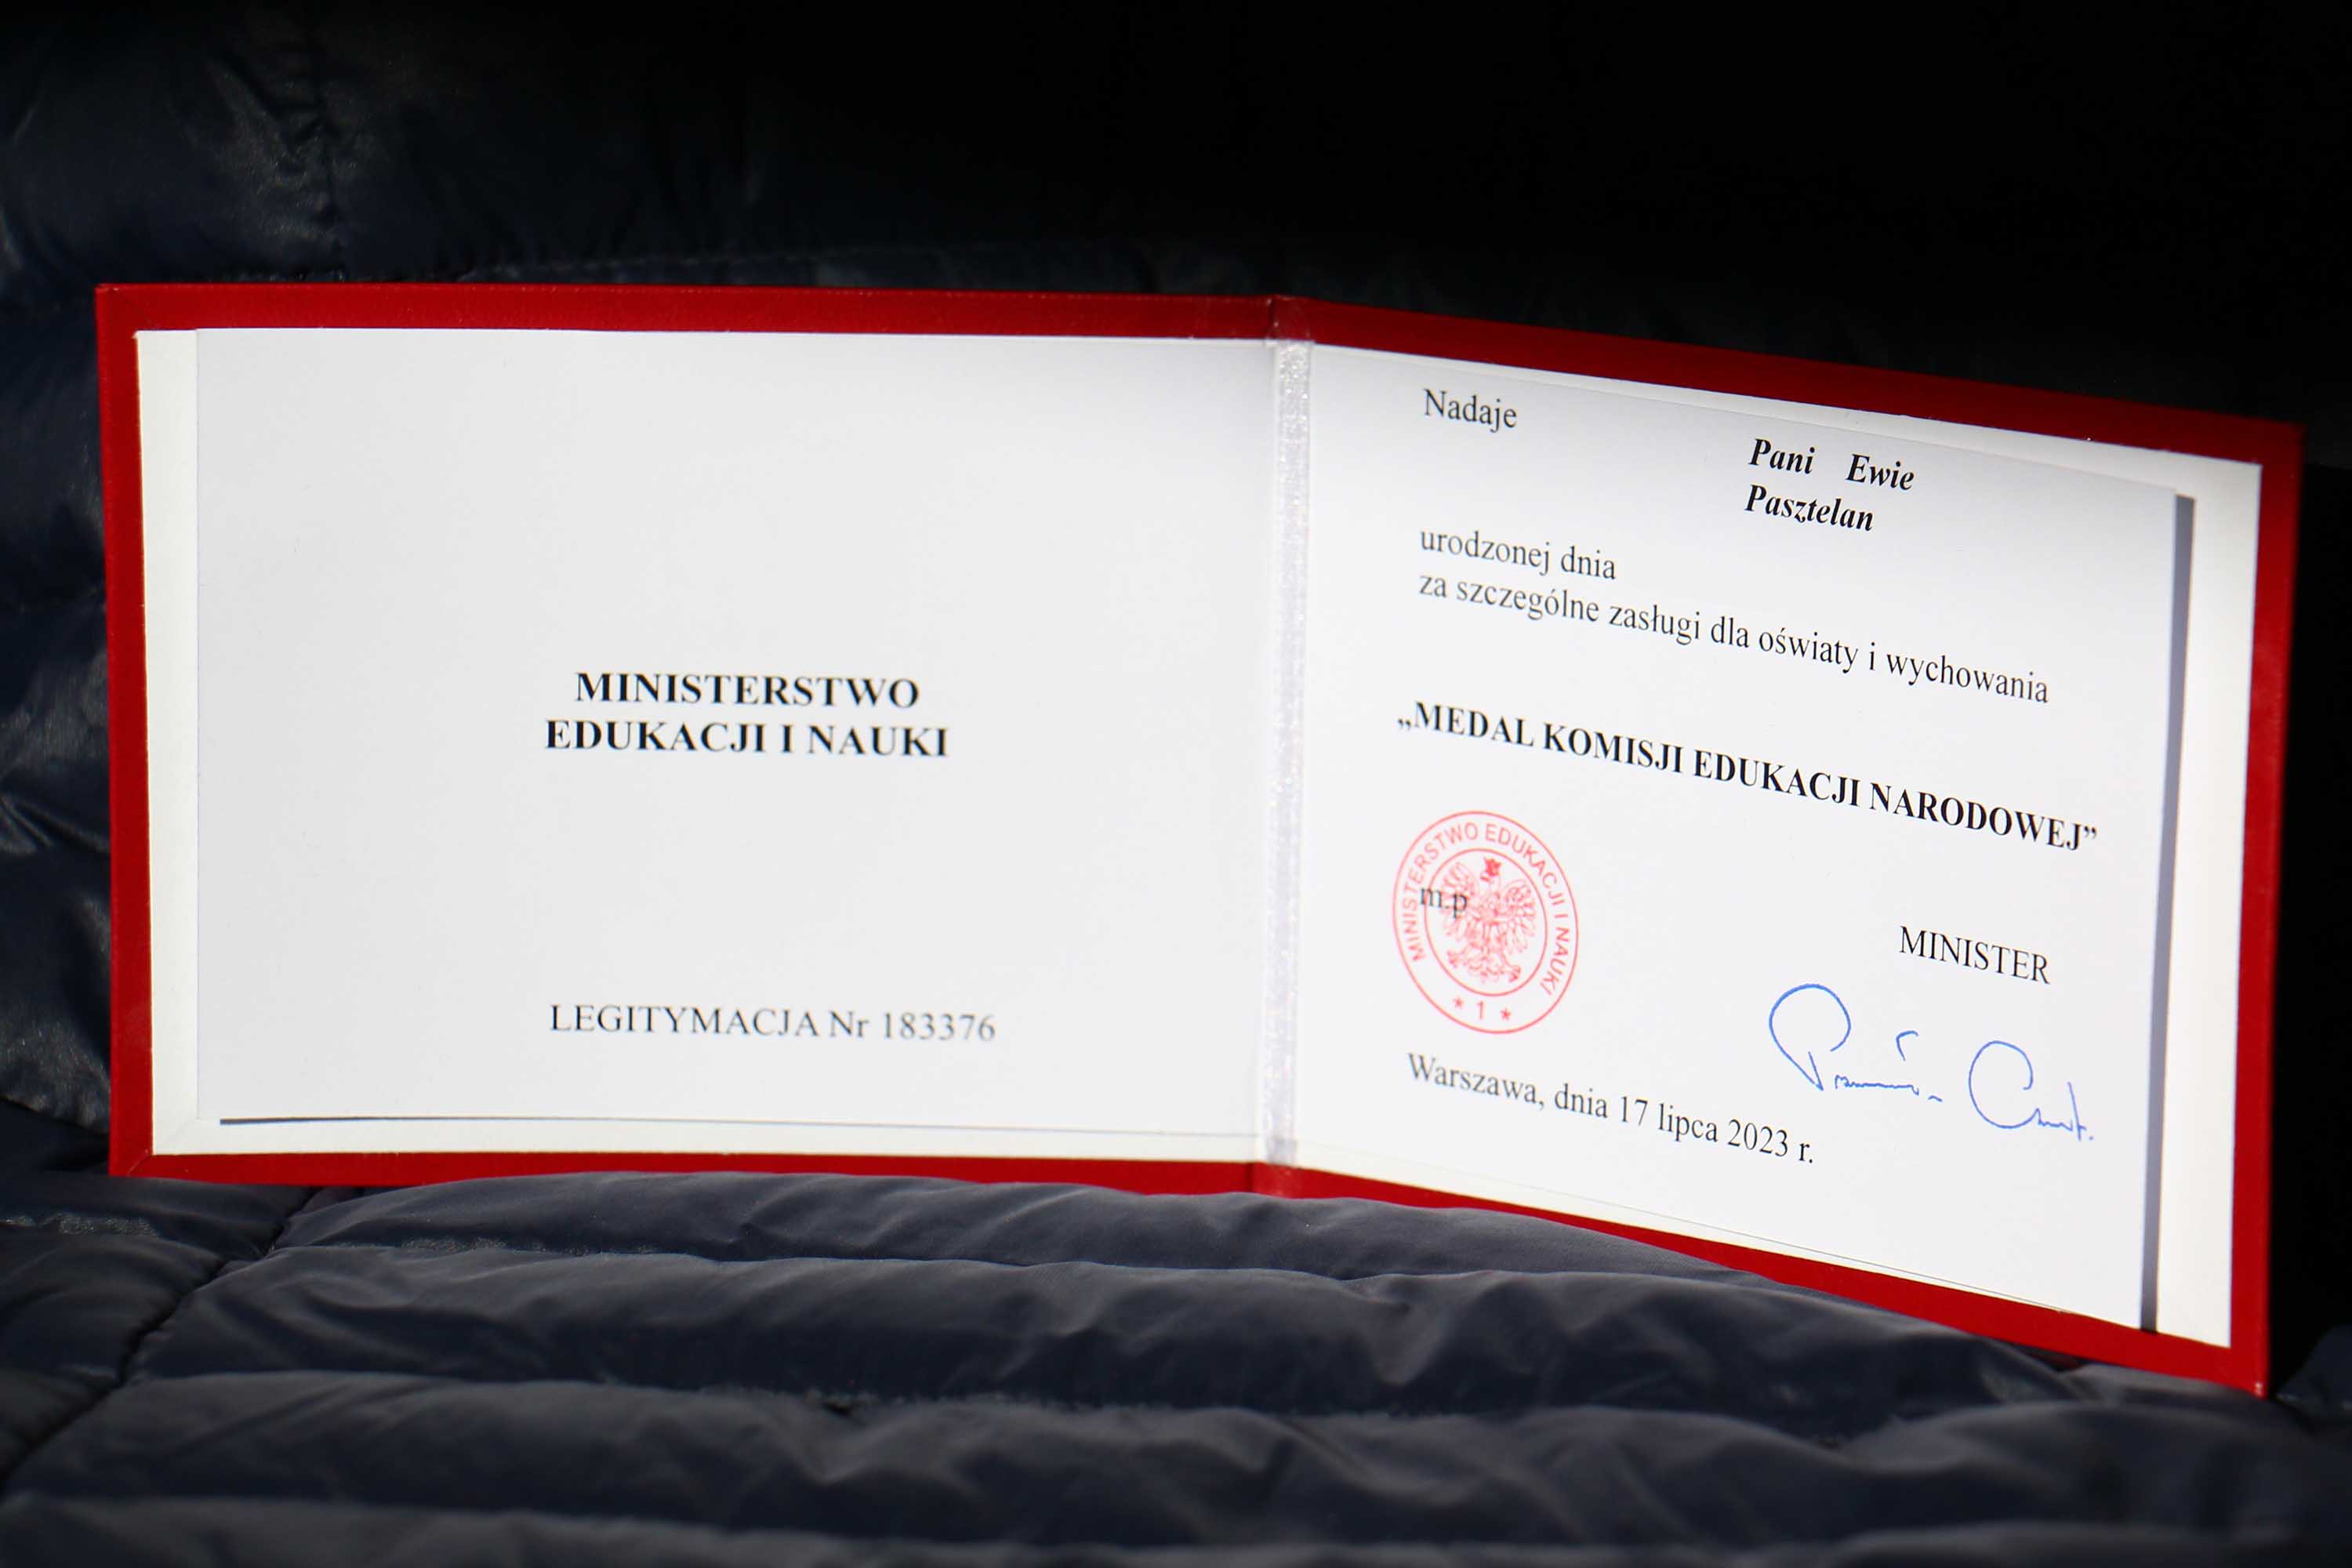 MINISTERSTWO
EDUKACJI I NAUKI
LEGITYMACJA Nr 183376
Nadaje
Pani Ewie
Pasztelan
urodzonej dnia
za szczególne zasługi dla oświaty i wychowania
„MEDAL KOMISJI EDUKACJI NARODOWEJ”
MINISTERSTWO EDUKACJI I NAUKI
* 1 *
m.p
MINISTER
Warszawa, dnia 17 lipca 2023 r.